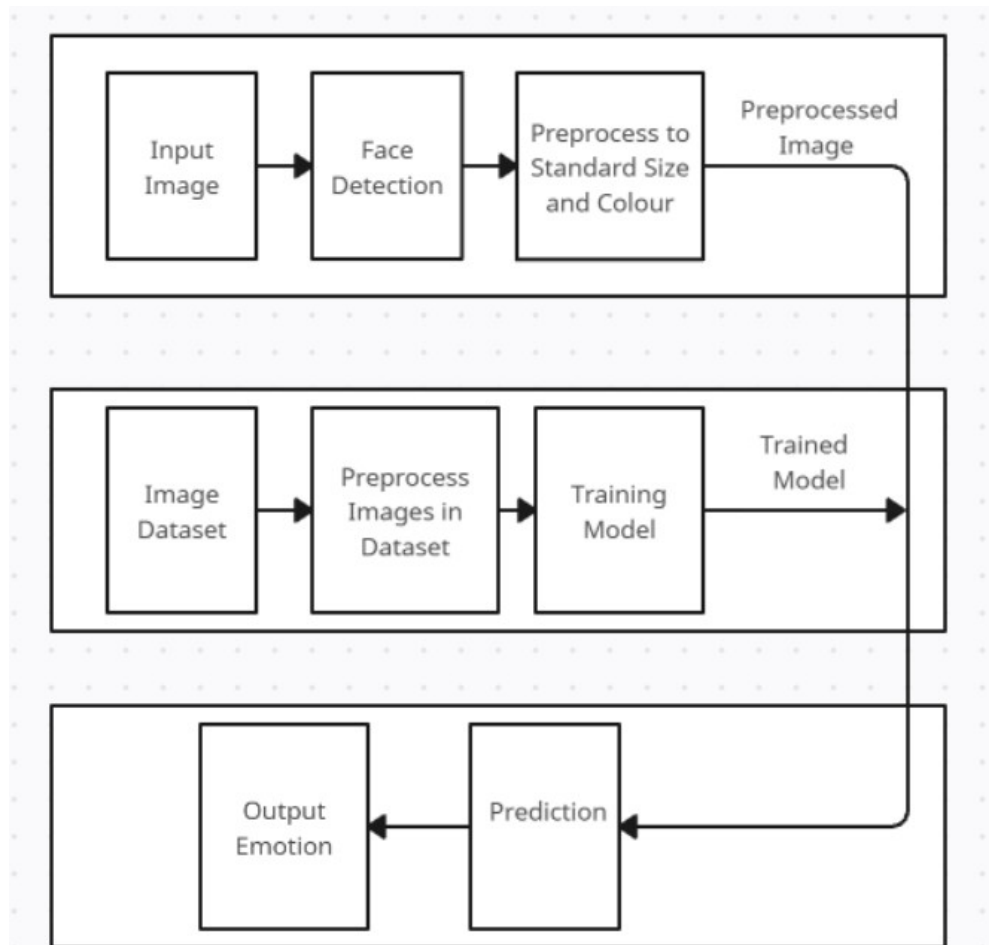 Input
Image
Face
Detection
Preprocess to
Standard Size
and Colour
Preprocessed
Image
Image
Dataset
Preprocess
Images in
Dataset
Training
Model
Trained
Model
Output
Emotion
Prediction